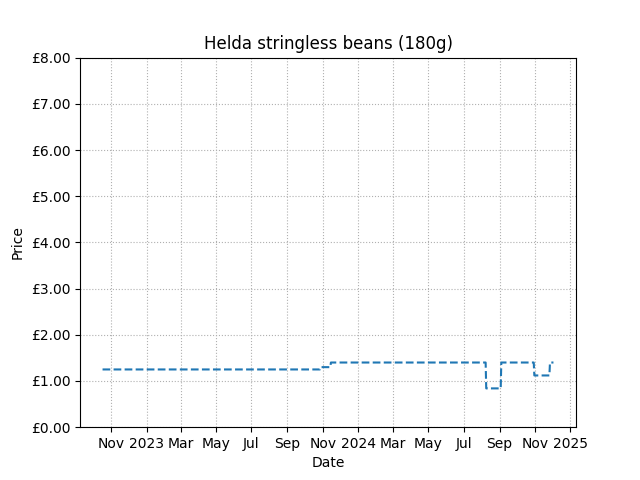 Helda stringless beans (180g)
£8.00
£7.00
£6.00
£5.00
£4.00
£3.00
£2.00
£1.00
£0.00
Price
Nov 2023 Mar May Jul Sep Nov 2024 Mar May Jul Sep Nov 2025
Date